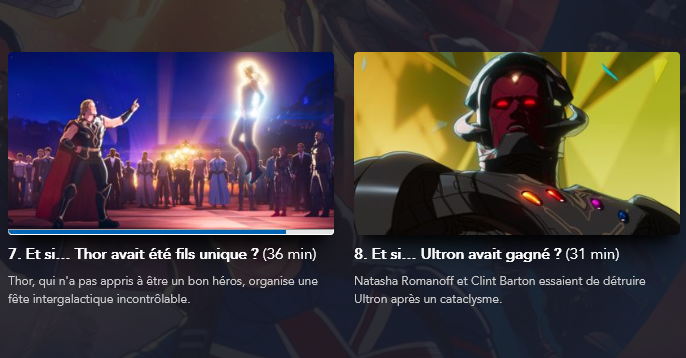 7. Et si… Thor avait été fils unique ? (36 min)
Thor, qui n'a pas appris à être un bon héros, organise une
fête intergalactique incontrôlable.
8. Et si… Ultron avait gagné ? (31 min)
Natasha Romanoff et Clint Barton essaient de détruire
Ultron après un cataclysme.